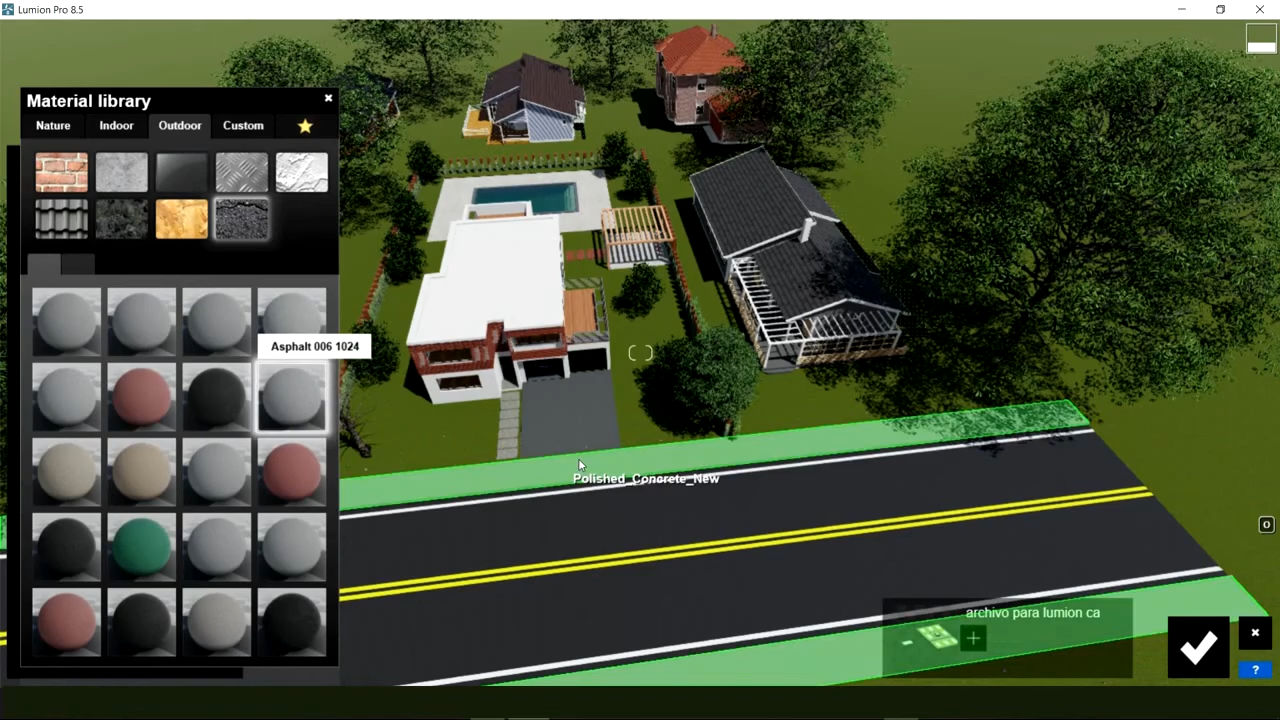 Lumion Pro 8.5
Material library
Nature Indoor Outdoor Custom
Asphalt 006 1024
Polished_Concrete_New
O
archivo para lumion ca
?